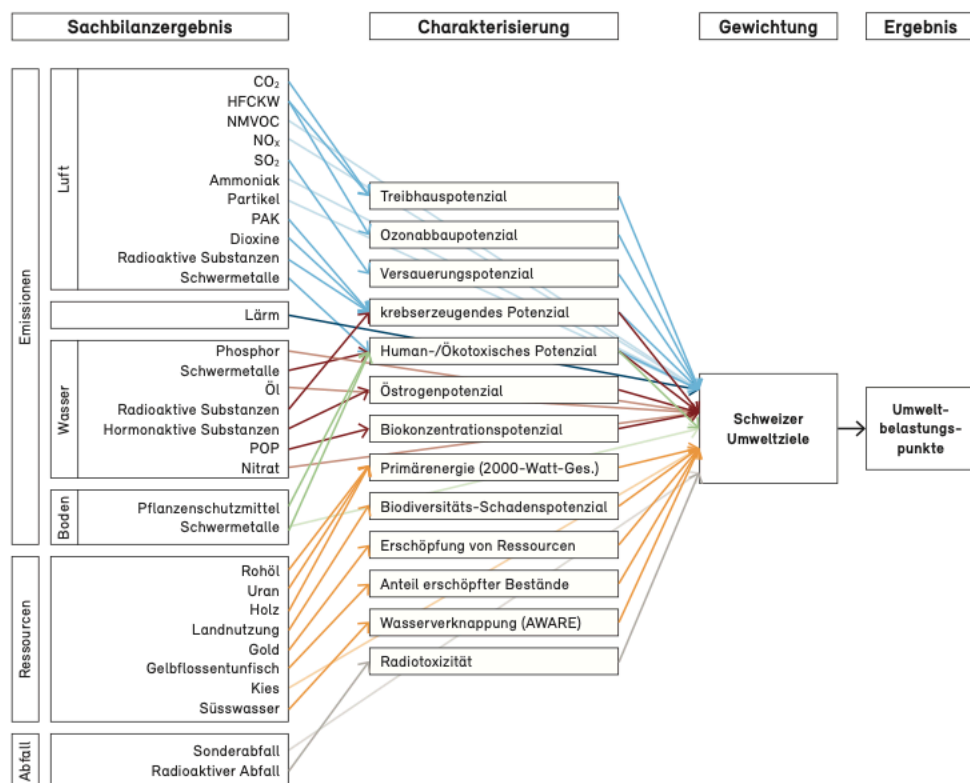 Sachbilanzergebnis
Charakterisierung
Gewichtung
Ergebnis
Emissionen
Luft
CO₂
HFCKW
NMVOC
NOₓ
SO₂
Ammoniak
Partikel
PAK
Dioxine
Radioaktive Substanzen
Schwermetalle
Lärm
Wasser
Phosphor
Schwermetalle
Öl
Radioaktive Substanzen
Hormonaktive Substanzen
POP
Nitrat
Boden
Pflanzenschutzmittel
Schwermetalle
Ressourcen
Rohöl
Uran
Holz
Landnutzung
Gold
Gelbflossentunfisch
Kies
Süsswasser
Abfall
Sonderabfall
Radioaktiver Abfall
Treibhauspotenzial
Ozonabbaupotenzial
Versauerungspotenzial
krebserzeugendes Potenzial
Human-/Ökotoxisches Potenzial
Östrogenpotenzial
Biokonzentrationspotenzial
Primärenergie (2000-Watt-Ges.)
Biodiversitäts-Schadenspotenzial
Erschöpfung von Ressourcen
Anteil erschöpfter Bestände
Wasserverknappung (AWARE)
Radiotoxizität
Schweizer
Umweltziele
Umwelt-
belastungs-
punkte